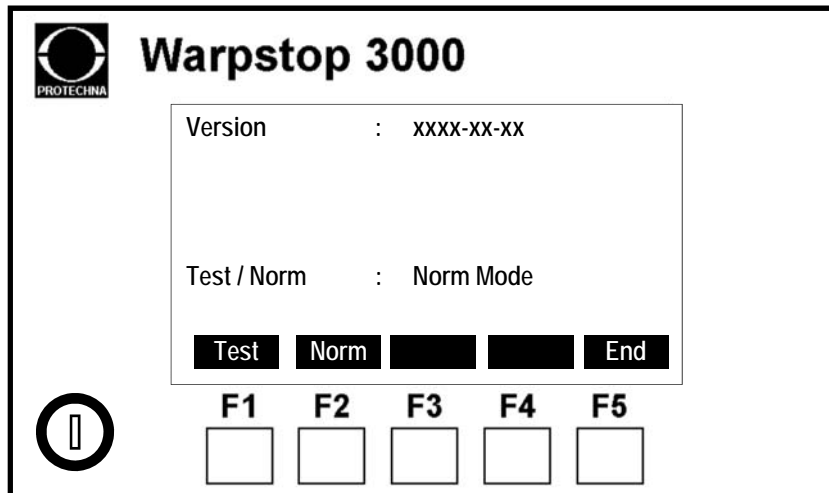 PROTECHNA
Warpstop 3000
Version : xxxx-xx-xx
Test / Norm : Norm Mode
Test Norm End
F1 F2 F3 F4 F5